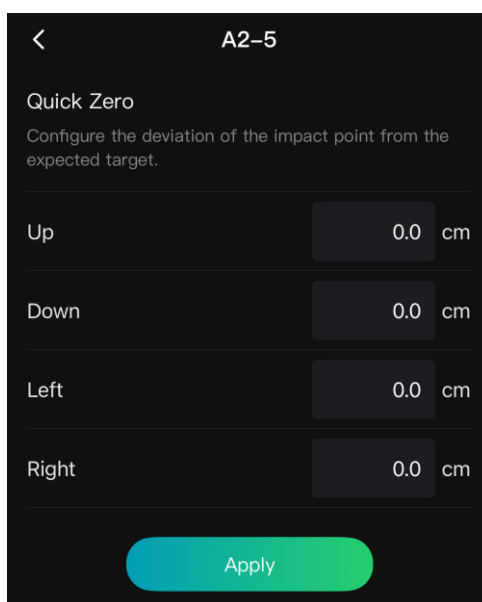 A2-5
Quick Zero
Configure the deviation of the impact point from the
expected target.
Up 0.0 cm
Down 0.0 cm
Left 0.0 cm
Right 0.0 cm
Apply